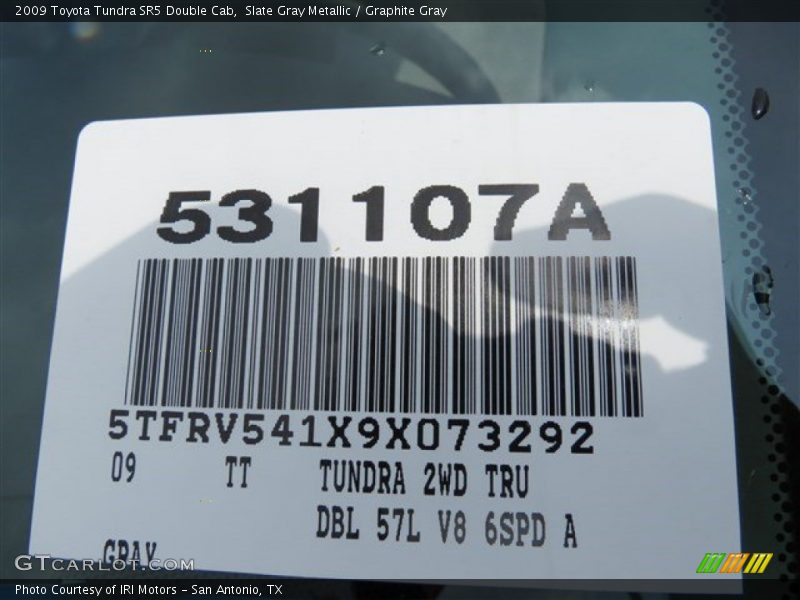 2009 Toyota Tundra SR5 Double Cab, Slate Gray Metallic / Graphite Gray
531107A
5TFRV541X9X073292
09 TT TUNDRA 2WD TRU
DBL 57L V8 6SPD A
GRAY
GTCARLOT.COM
Photo Courtesy of IRI Motors - San Antonio, TX